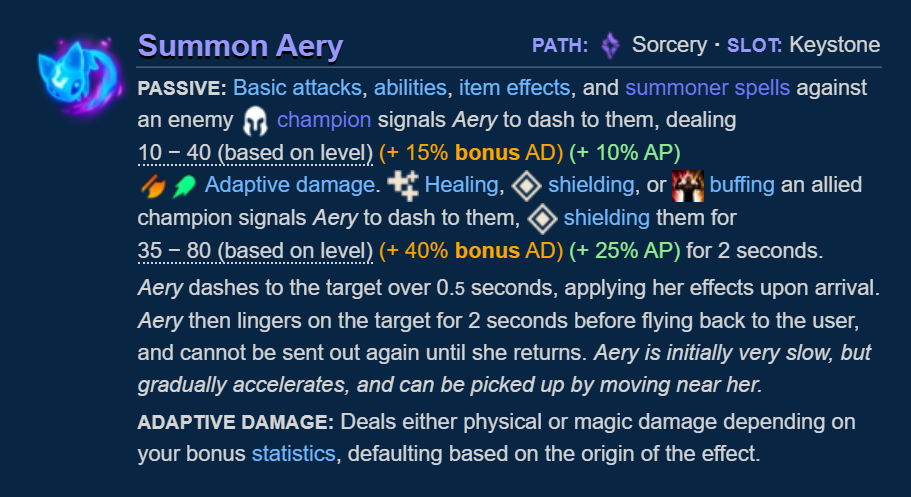 Summon Aery PATH: Sorcery · SLOT: Keystone
PASSIVE: Basic attacks, abilities, item effects, and summoner spells against
an enemy champion signals Aery to dash to them, dealing
10 − 40 (based on level) (+ 15% bonus AD) (+ 10% AP)
Adaptive damage. Healing, shielding, or buffing an allied
champion signals Aery to dash to them, shielding them for
35 − 80 (based on level) (+ 40% bonus AD) (+ 25% AP) for 2 seconds.
Aery dashes to the target over 0.5 seconds, applying her effects upon arrival.
Aery then lingers on the target for 2 seconds before flying back to the user,
and cannot be sent out again until she returns. Aery is initially very slow, but
gradually accelerates, and can be picked up by moving near her.
ADAPTIVE DAMAGE: Deals either physical or magic damage depending on
your bonus statistics, defaulting based on the origin of the effect.